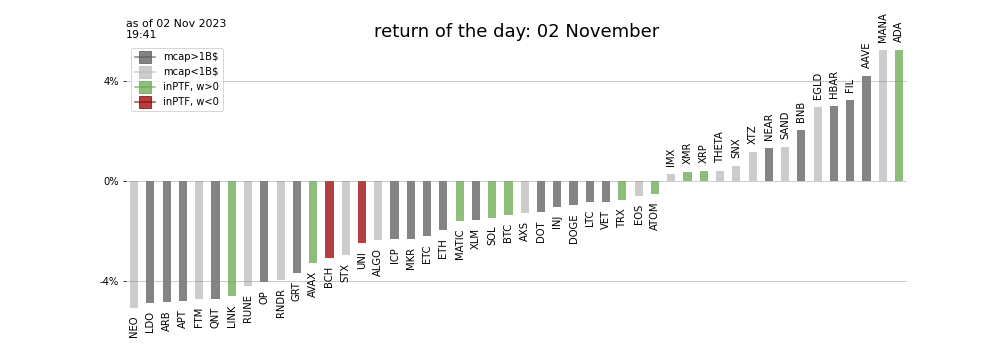 as of 02 Nov 2023
19:41
return of the day: 02 November
mcap>1B$
mcap<1B$
inPTF, w>0
inPTF, w<0
4%
0%
-4%
NEO
LDO
ARB
APT
FTM
QNT
LINK
RUNE
OP
RNDR
GRT
AVAX
BCH
STX
UNI
ALGO
ICP
MKR
ETC
ETH
MATIC
XLM
SOL
BTC
AXS
DOT
INJ
DOGE
LTC
VET
TRX
EOS
ATOM
IMX
XMR
XRP
THETA
SNX
XTZ
NEAR
SAND
BNB
EGLD
HBAR
FIL
AAVE
MANA
ADA